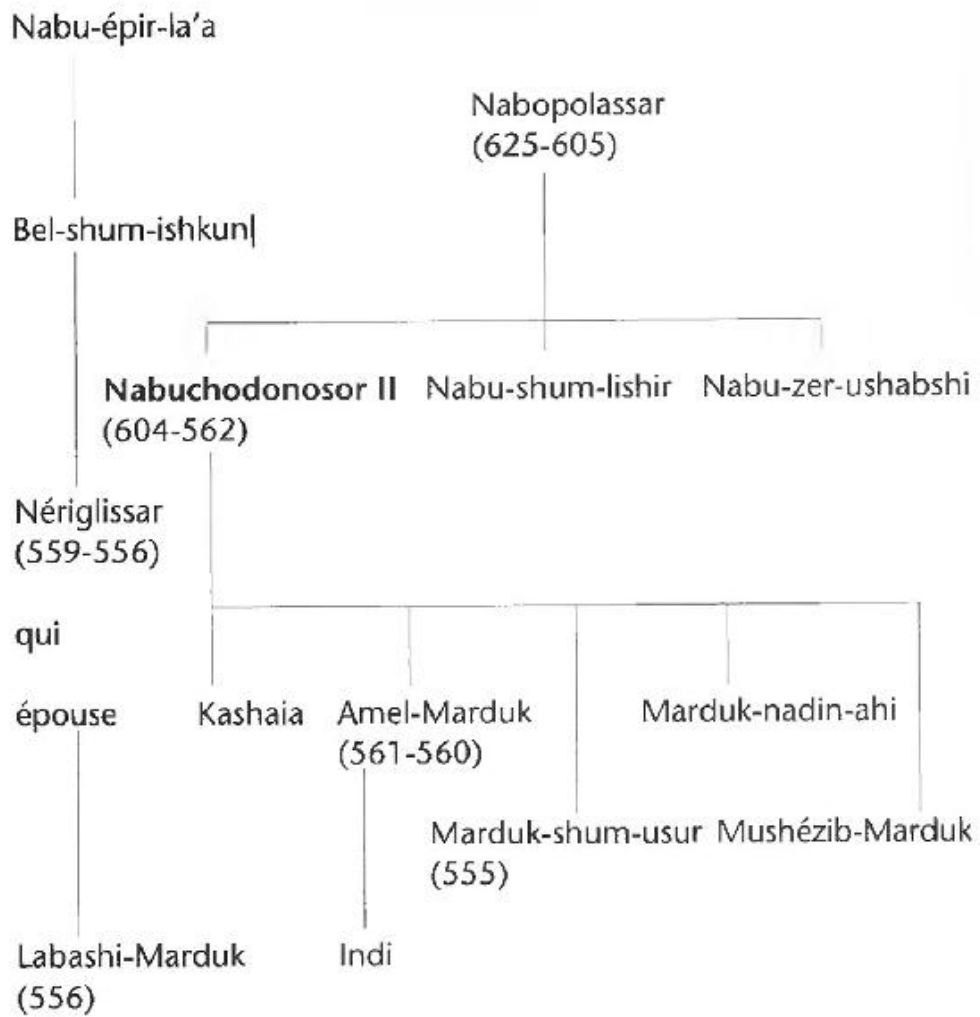 Nabu-épir-la'a
Nabopolassar
(625-605)
Bel-shum-ishkun|
Nabuchodonosor II Nabu-shum-lishir Nabu-zer-ushabshi
(604-562)
Nériglissar
(559-556)
qui
épouse Kashaia Amel-Marduk Marduk-nadin-ahi
(561-560)
Marduk-shum-usur Mushézib-Marduk
(555)
Labashi-Marduk Indi
(556)